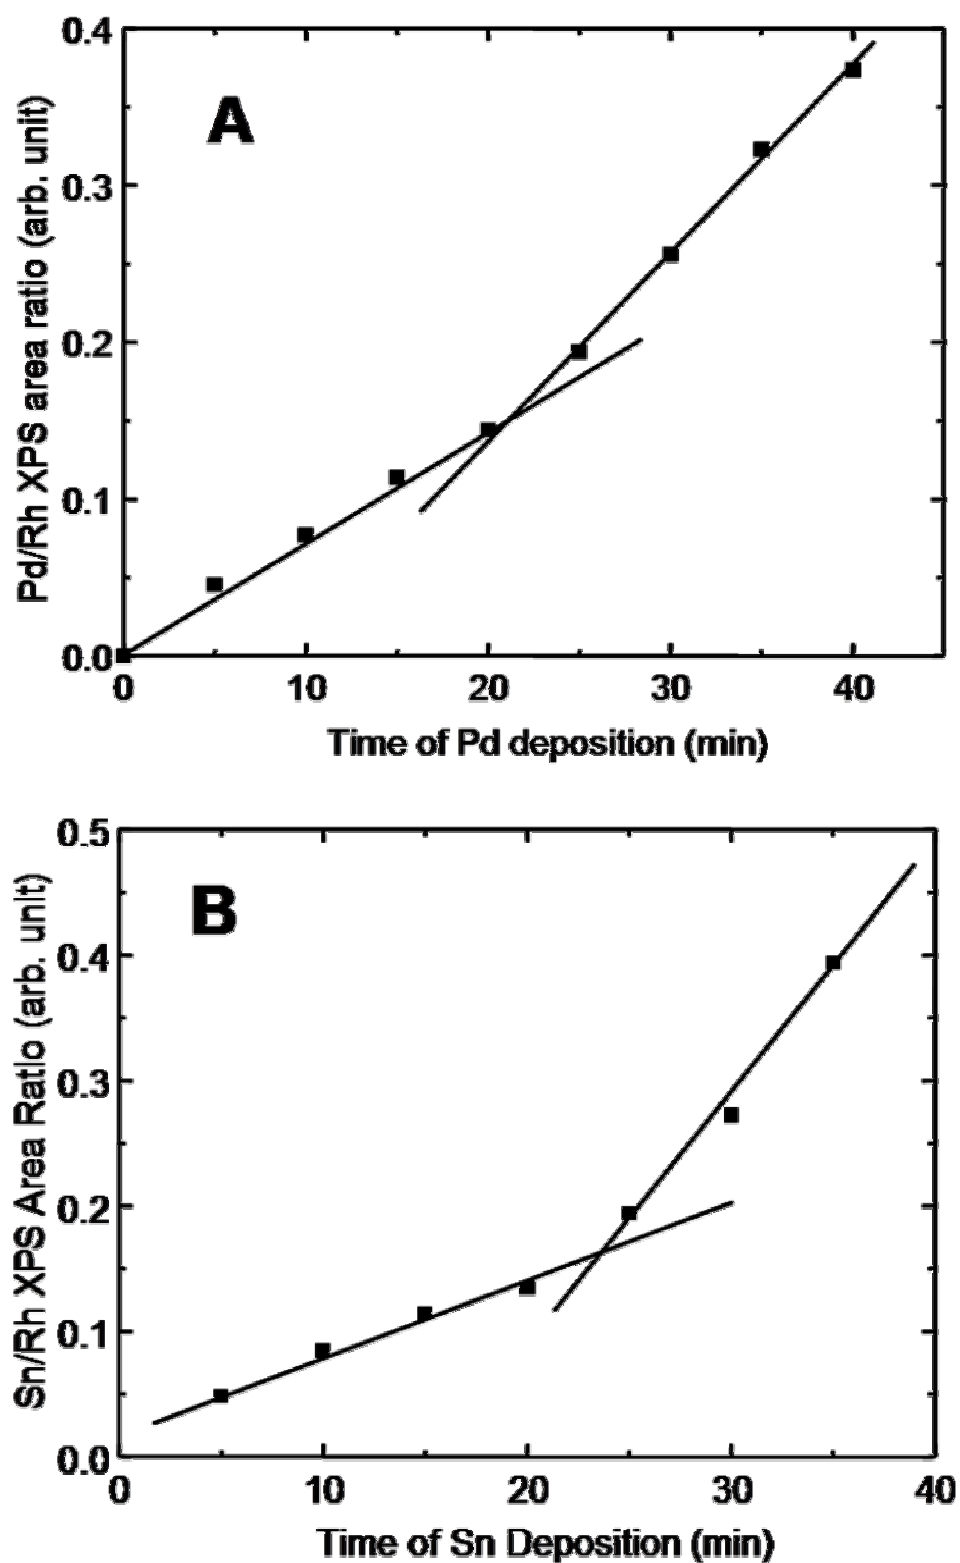 A
Pd/Rh XPS area ratio (arb. unit)
0.4
0.3
0.2
0.1
0.0
0 10 20 30 40
Time of Pd deposition (min)
B
Sn/Rh XPS Area Ratio (arb. unit)
0.5
0.4
0.3
0.2
0.1
0.0
0 10 20 30 40
Time of Sn Deposition (min)